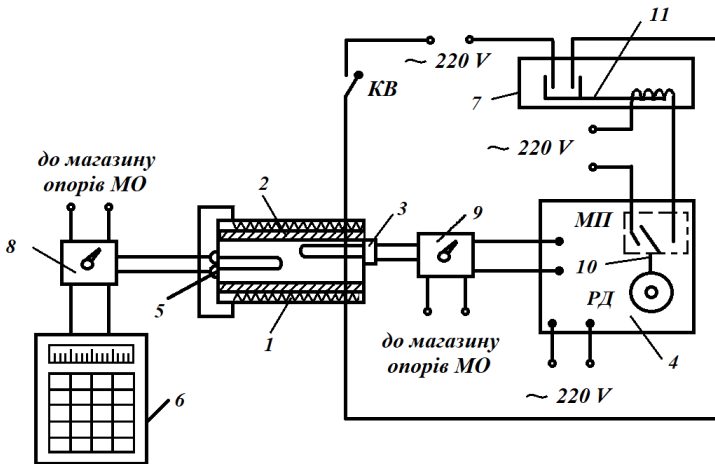 11
~ 220 V
КВ
7
~ 220 V
до магазину
опорів МО
2
3
9
МП
8
10
РД
5
1
до магазину
опорів МО
4
6
~ 220 V